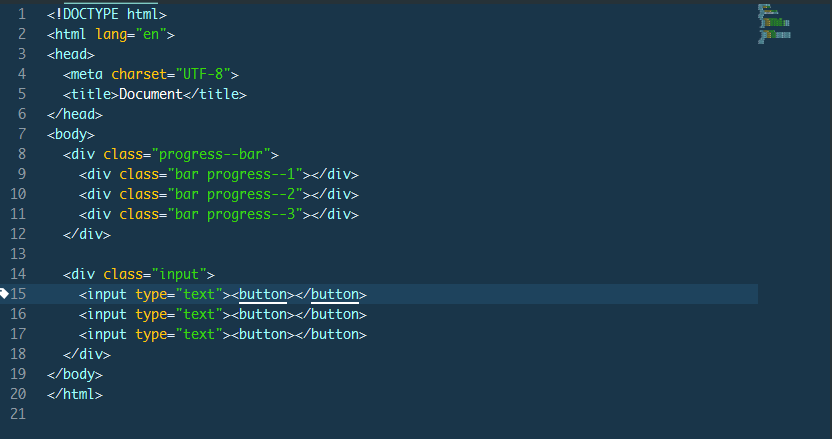 1 <!DOCTYPE html>
2 <html lang="en">
3 <head>
4   <meta charset="UTF-8">
5   <title>Document</title>
6 </head>
7 <body>
8   <div class="progress--bar">
9     <div class="bar progress--1"></div>
10     <div class="bar progress--2"></div>
11     <div class="bar progress--3"></div>
12   </div>
13
14   <div class="input">
15     <input type="text"><button></button>
16     <input type="text"><button></button>
17     <input type="text"><button></button>
18   </div>
19 </body>
20 </html>
21